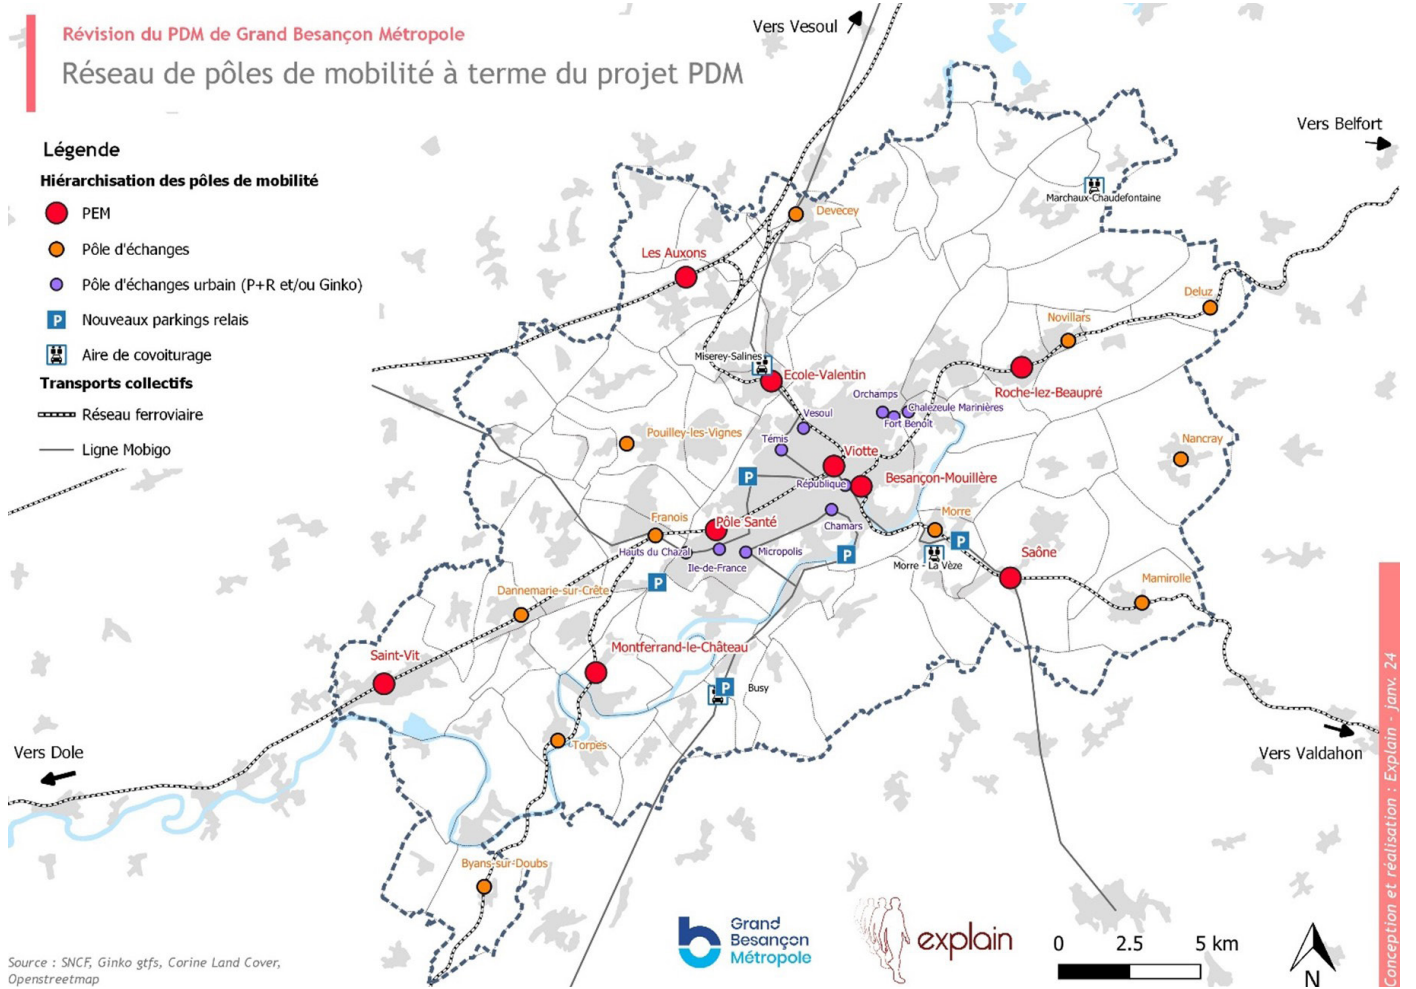 Révision du PDM de Grand Besançon Métropole
Réseau de pôles de mobilité à terme du projet PDM
Légende
Hiérarchisation des pôles de mobilité
PEM
Pôle d'échanges
Pôle d'échanges urbain (P+R et/ou Ginko)
P Nouveaux parkings relais
Aire de covoiturage
Transports collectifs
Réseau ferroviaire
Ligne Mobigo
Vers Vesoul
Vers Belfort
Marchaux-Chaudefontaine
Devecey
Les Auxons
Deluz
Novillars
Miserey-Salines
Ecole-Valentin
Roche-lez-Beaupré
Orchamps
Chalezeule Marinières
Vesoul
Fort Benoît
Pouilley-les-Vignes
Témis
Nancray
Viotte
P
République
Besançon-Mouillère
Franois
Pôle Santé
Chamars
Morre
P
Hauts du Chazal
Micropolis
P
Saône
Ile-de-France
Morre - La Vèze
Mamirolle
P
Dannemarie-sur-Crête
Saint-Vit
Montferrand-le-Château
P
Busy
Torpes
Vers Dole
Vers Valdahon
Byans-sur-Doubs
Grand
Besançon
Métropole
explain
0 2.5 5 km
N
Source : SNCF, Ginko gtfs, Corine Land Cover,
Openstreetmap
Conception et réalisation : Explain - janv. 24